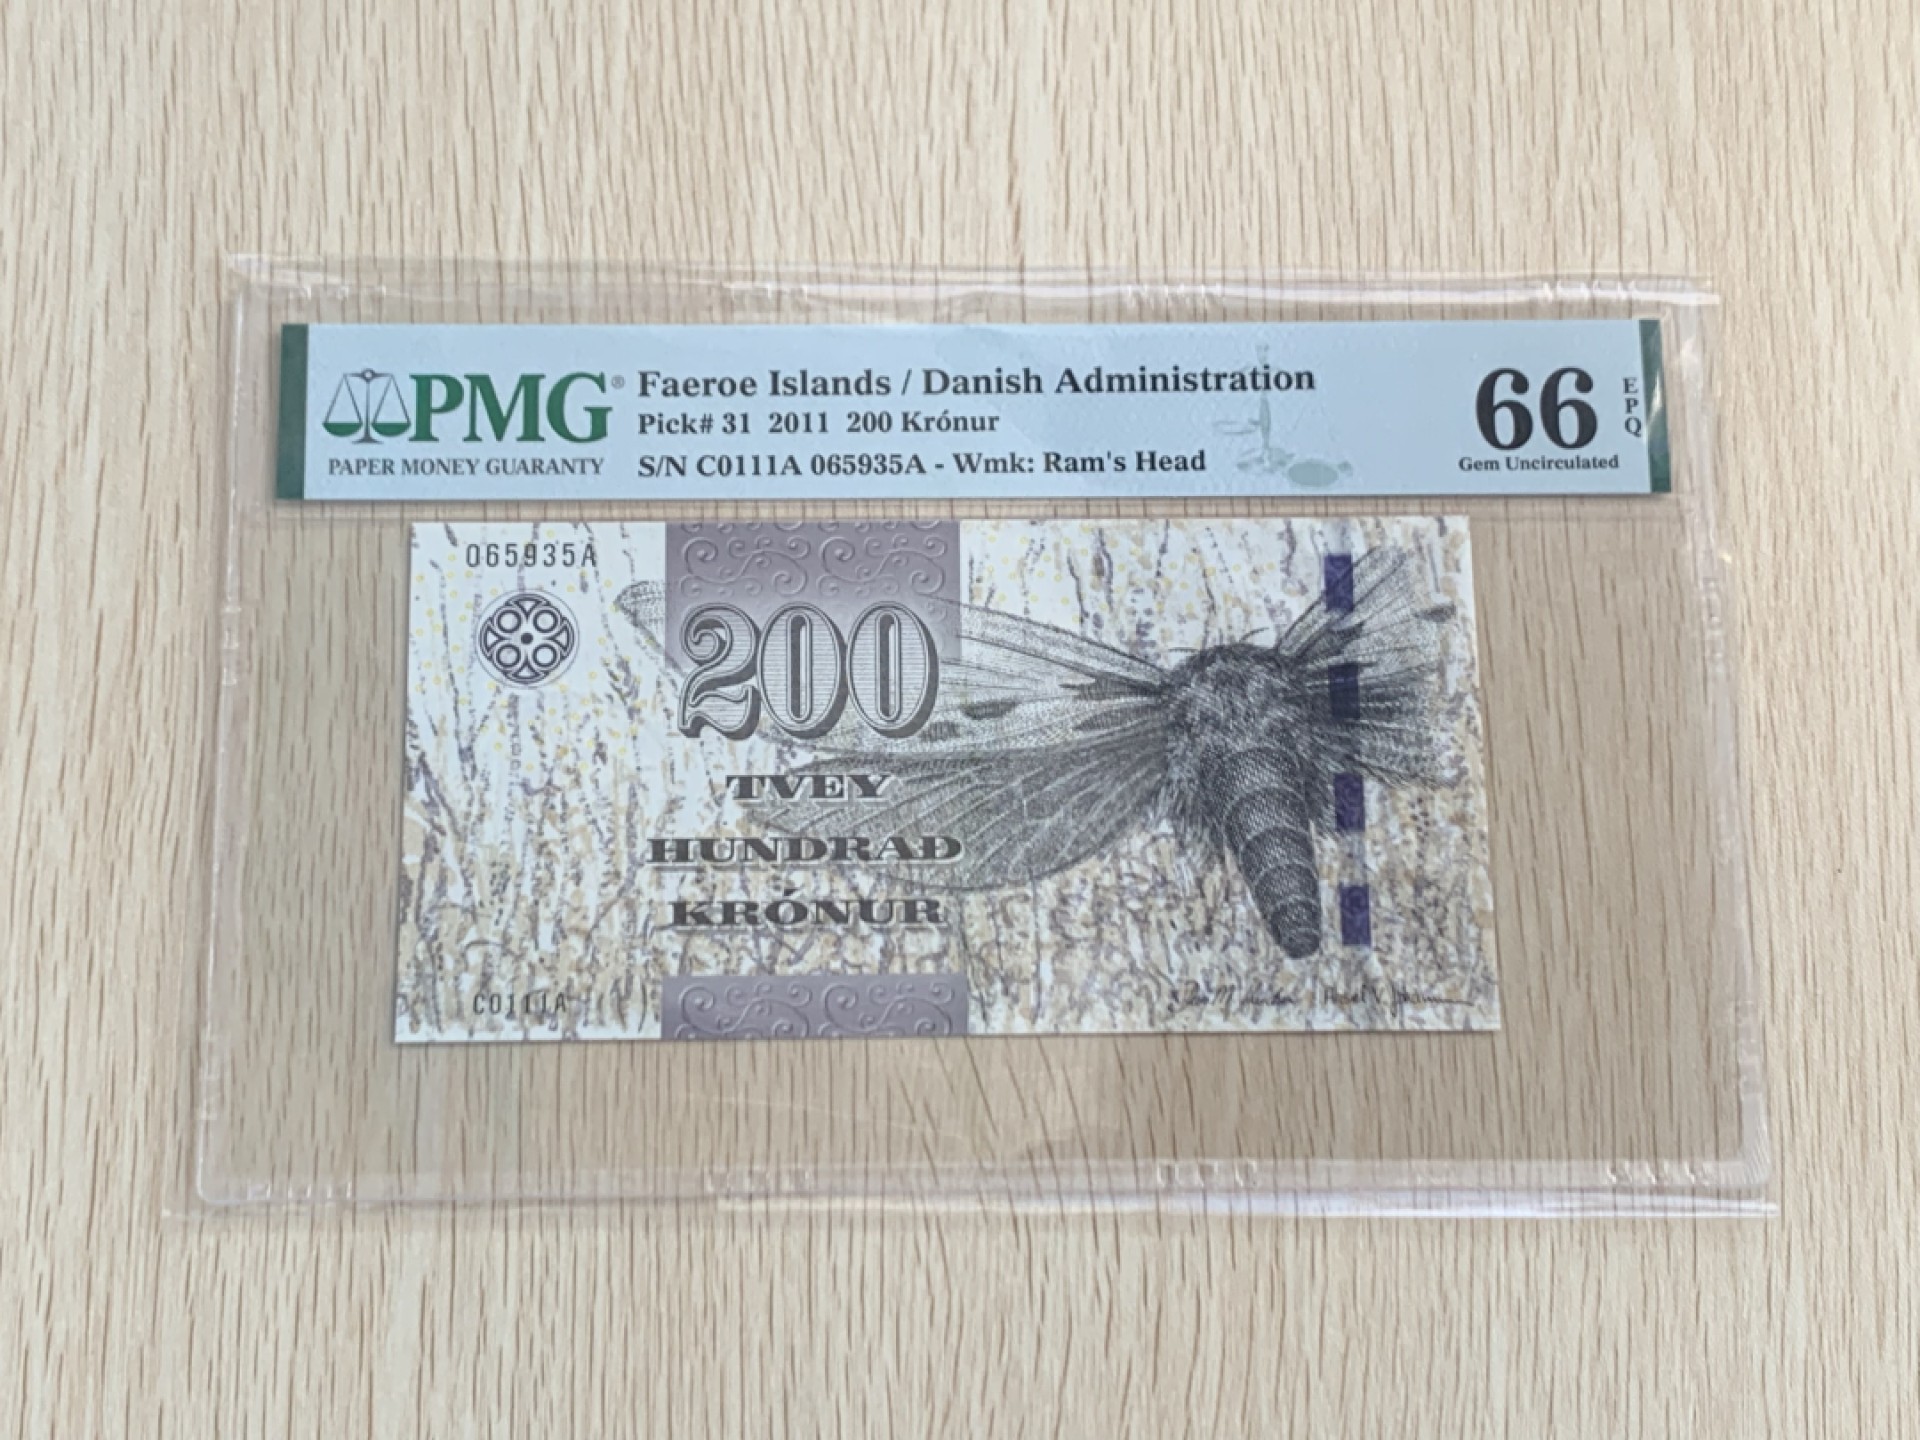 PMG®
PAPER MONEY GUARANTY
Faeroe Islands / Danish Administration
Pick# 31 2011 200 Krónur
S/N C0111A 065935A - Wmk: Ram's Head
66
EPQ
Gem Uncirculated
065935A
200
TVEY
HUNDRAÐ
KRÓNUR
C0111A